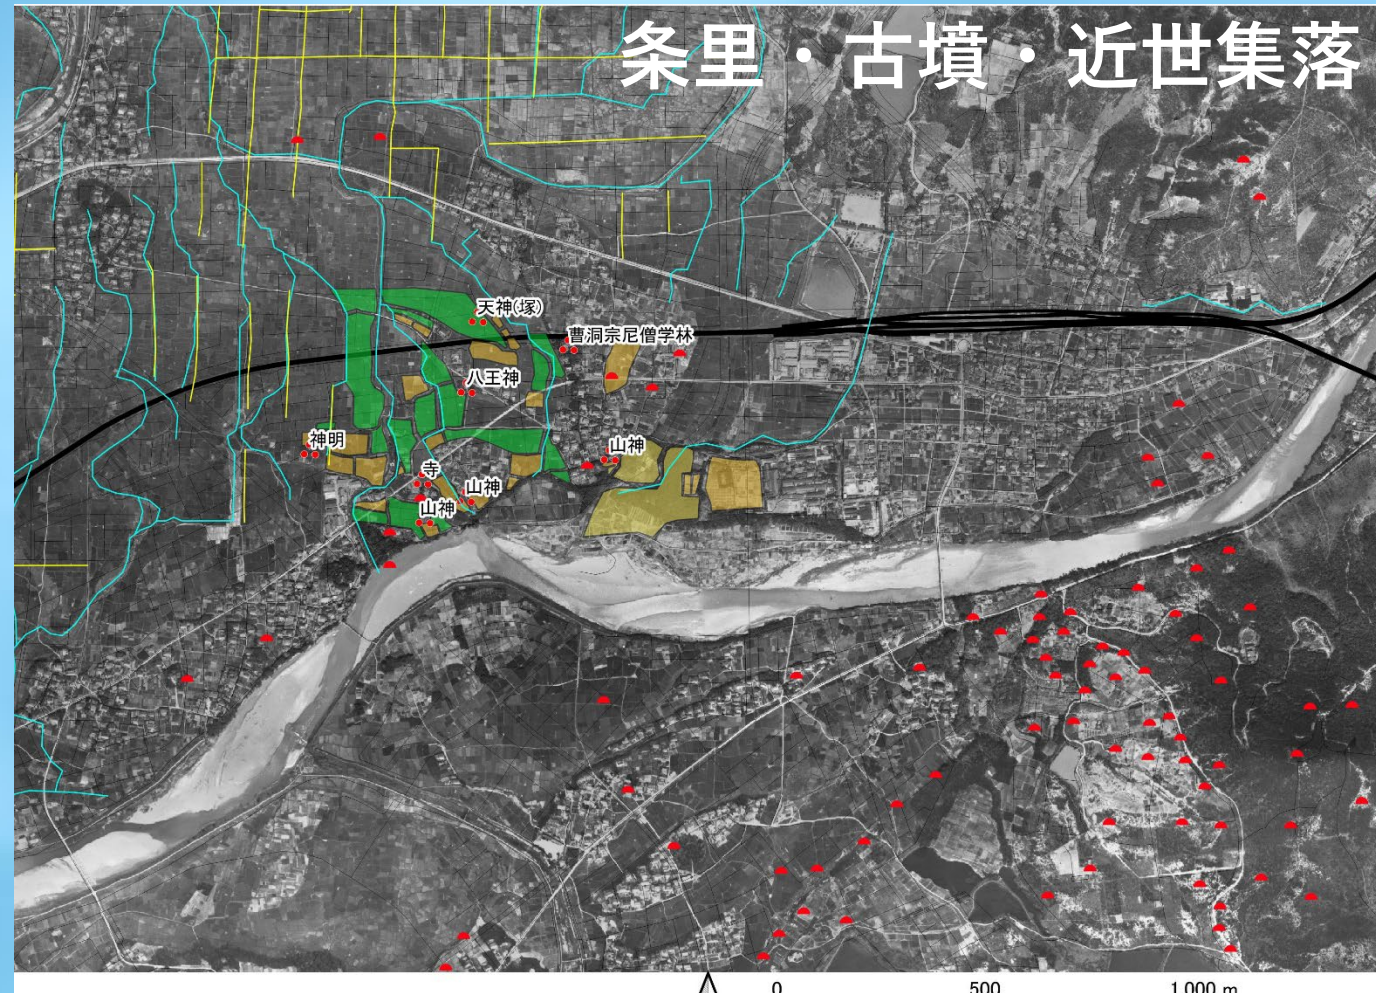 条里・古墳・近世集落
天神(塚)
曹洞宗尼僧学林
八王神
神明
山神
寺
山神
山神
0 500 1,000 m